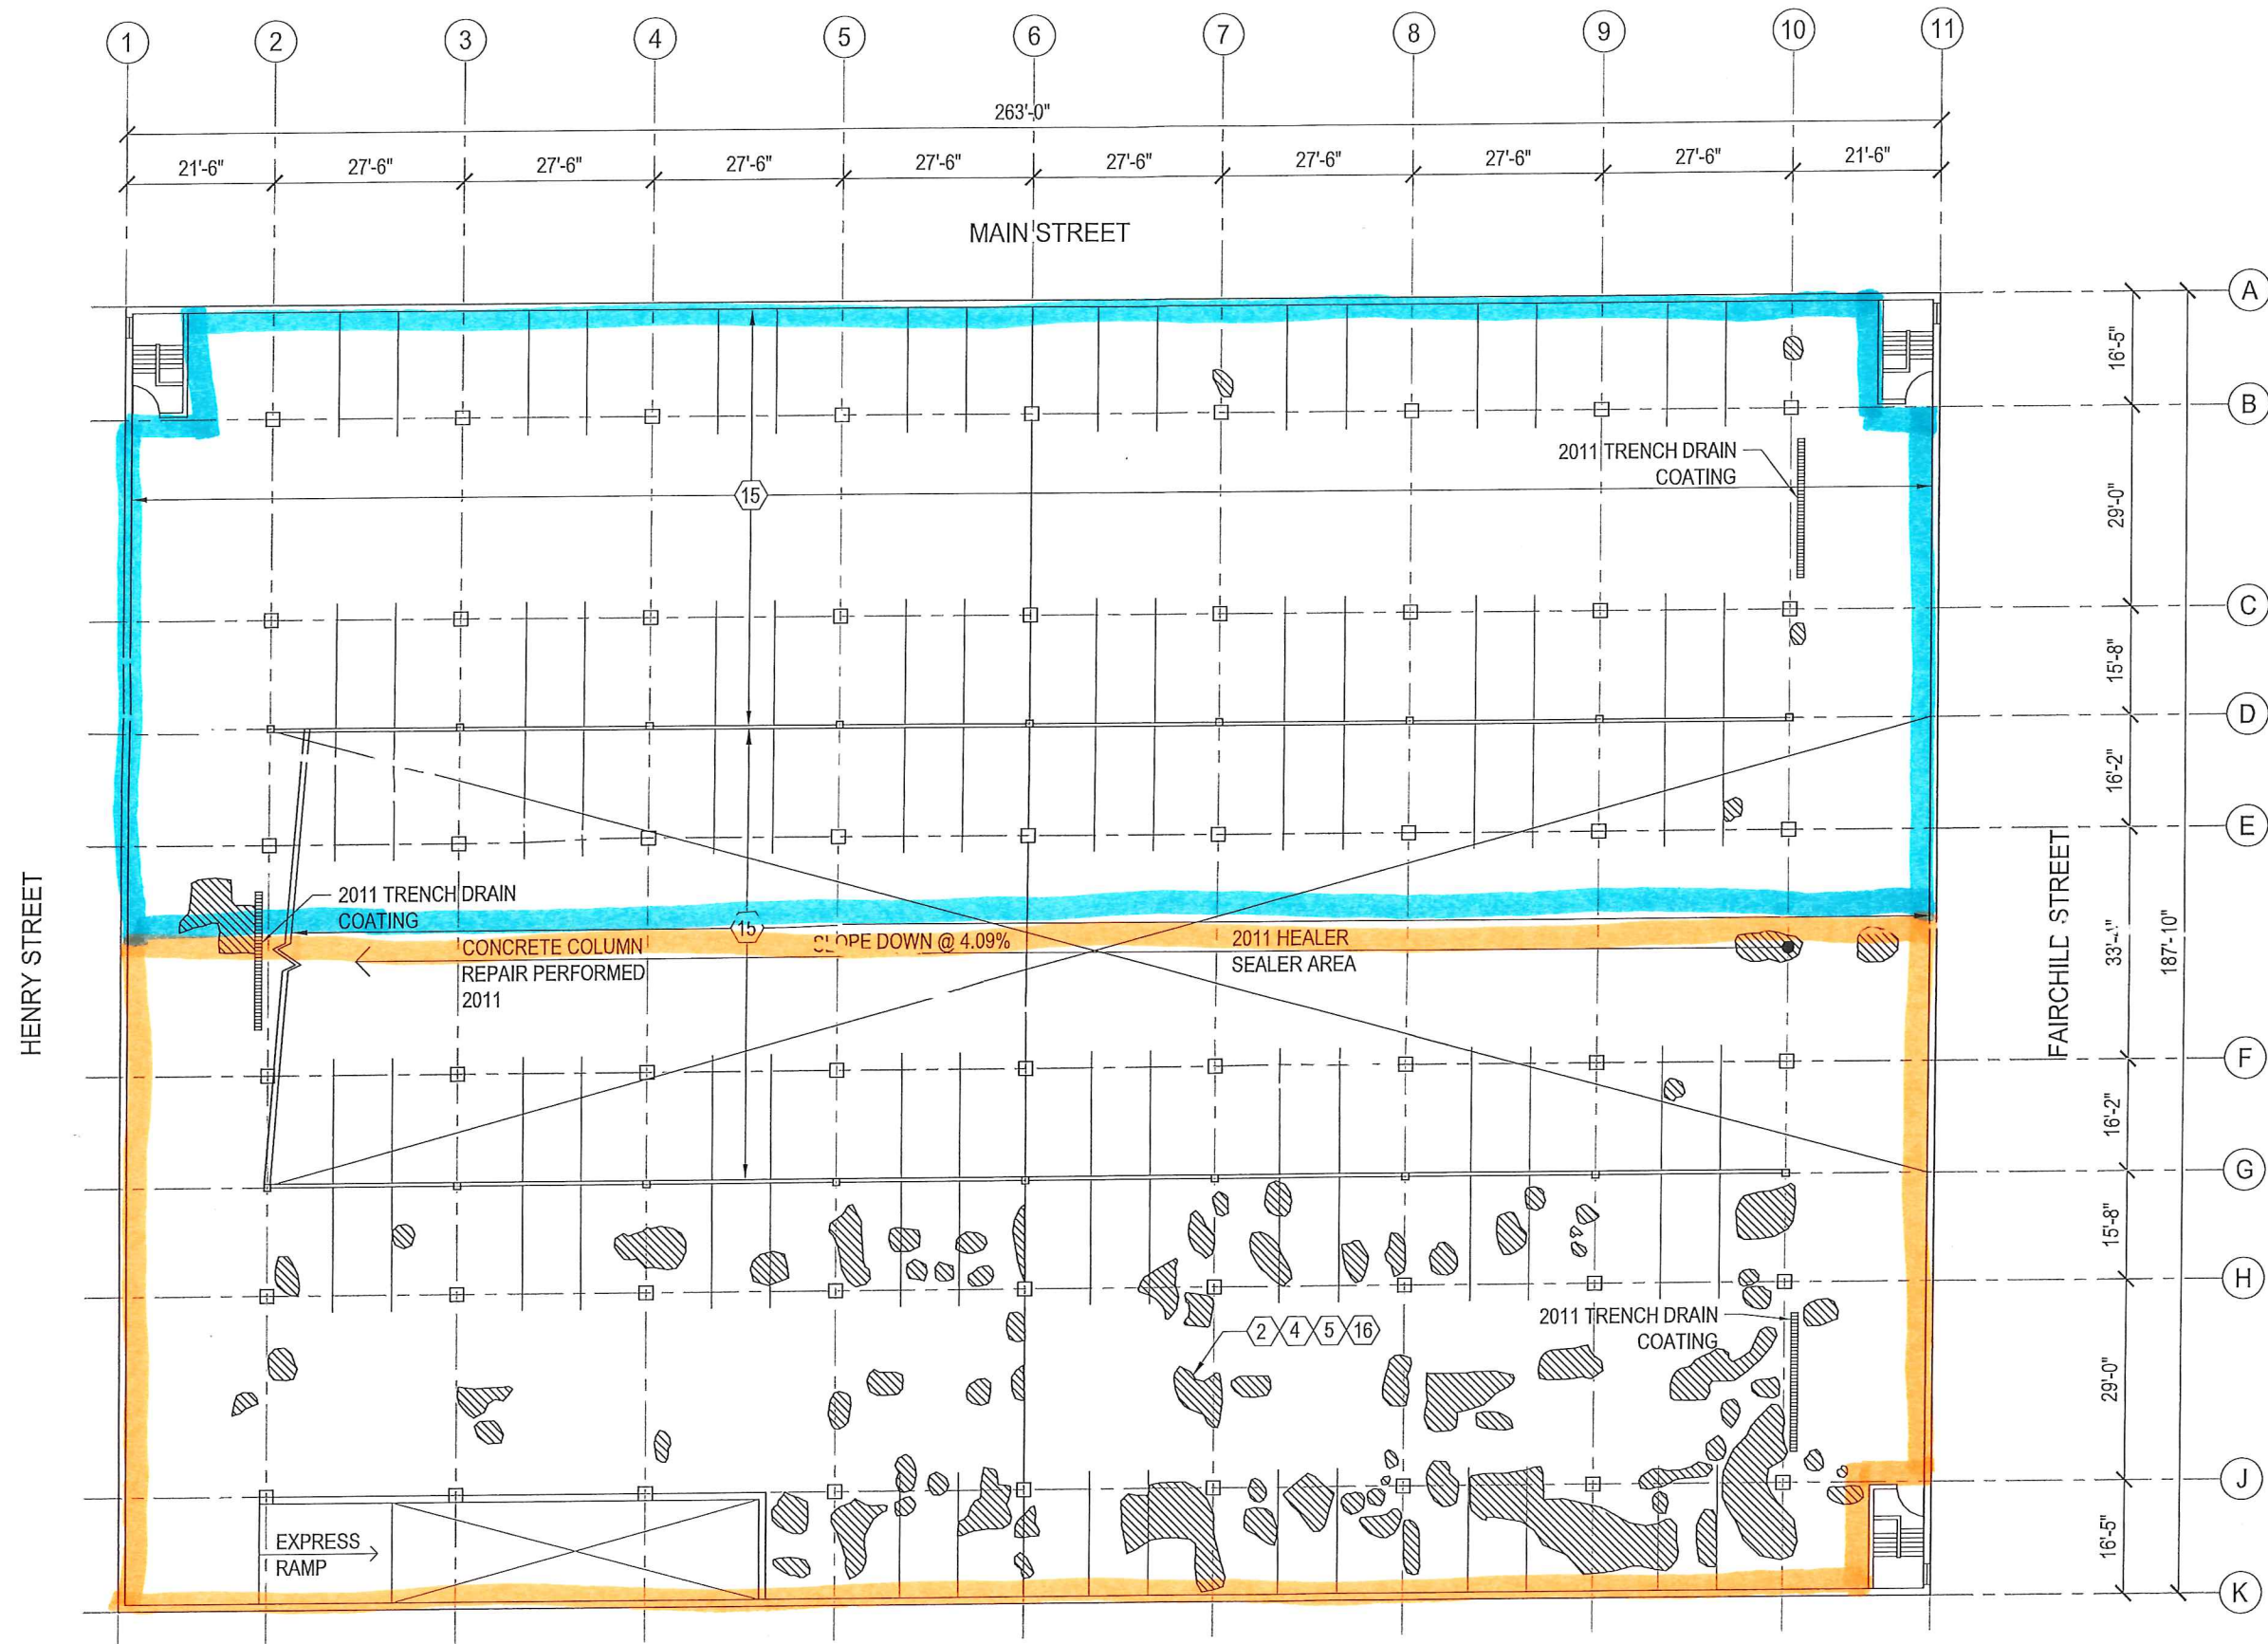 1 2 3 4 5 6 7 8 9 10 11
263'-0"
21'-6" 27'-6" 27'-6" 27'-6" 27'-6" 27'-6" 27'-6" 27'-6" 27'-6" 21'-6"
MAIN STREET
A
16'-5"
B
2011 TRENCH DRAIN
COATING
15
29'-0"
C
15'-8"
D
16'-2"
E
HENRY STREET
FAIRCHILD STREET
2011 TRENCH DRAIN
COATING
15
CONCRETE COLUMN
REPAIR PERFORMED
2011
SLOPE DOWN @ 4.09%
2011 HEALER
SEALER AREA
187'-10"
F
16'-2"
G
15'-8"
H
2 4 5 16
2011 TRENCH DRAIN
COATING
29'-0"
J
EXPRESS
RAMP
16'-5"
K